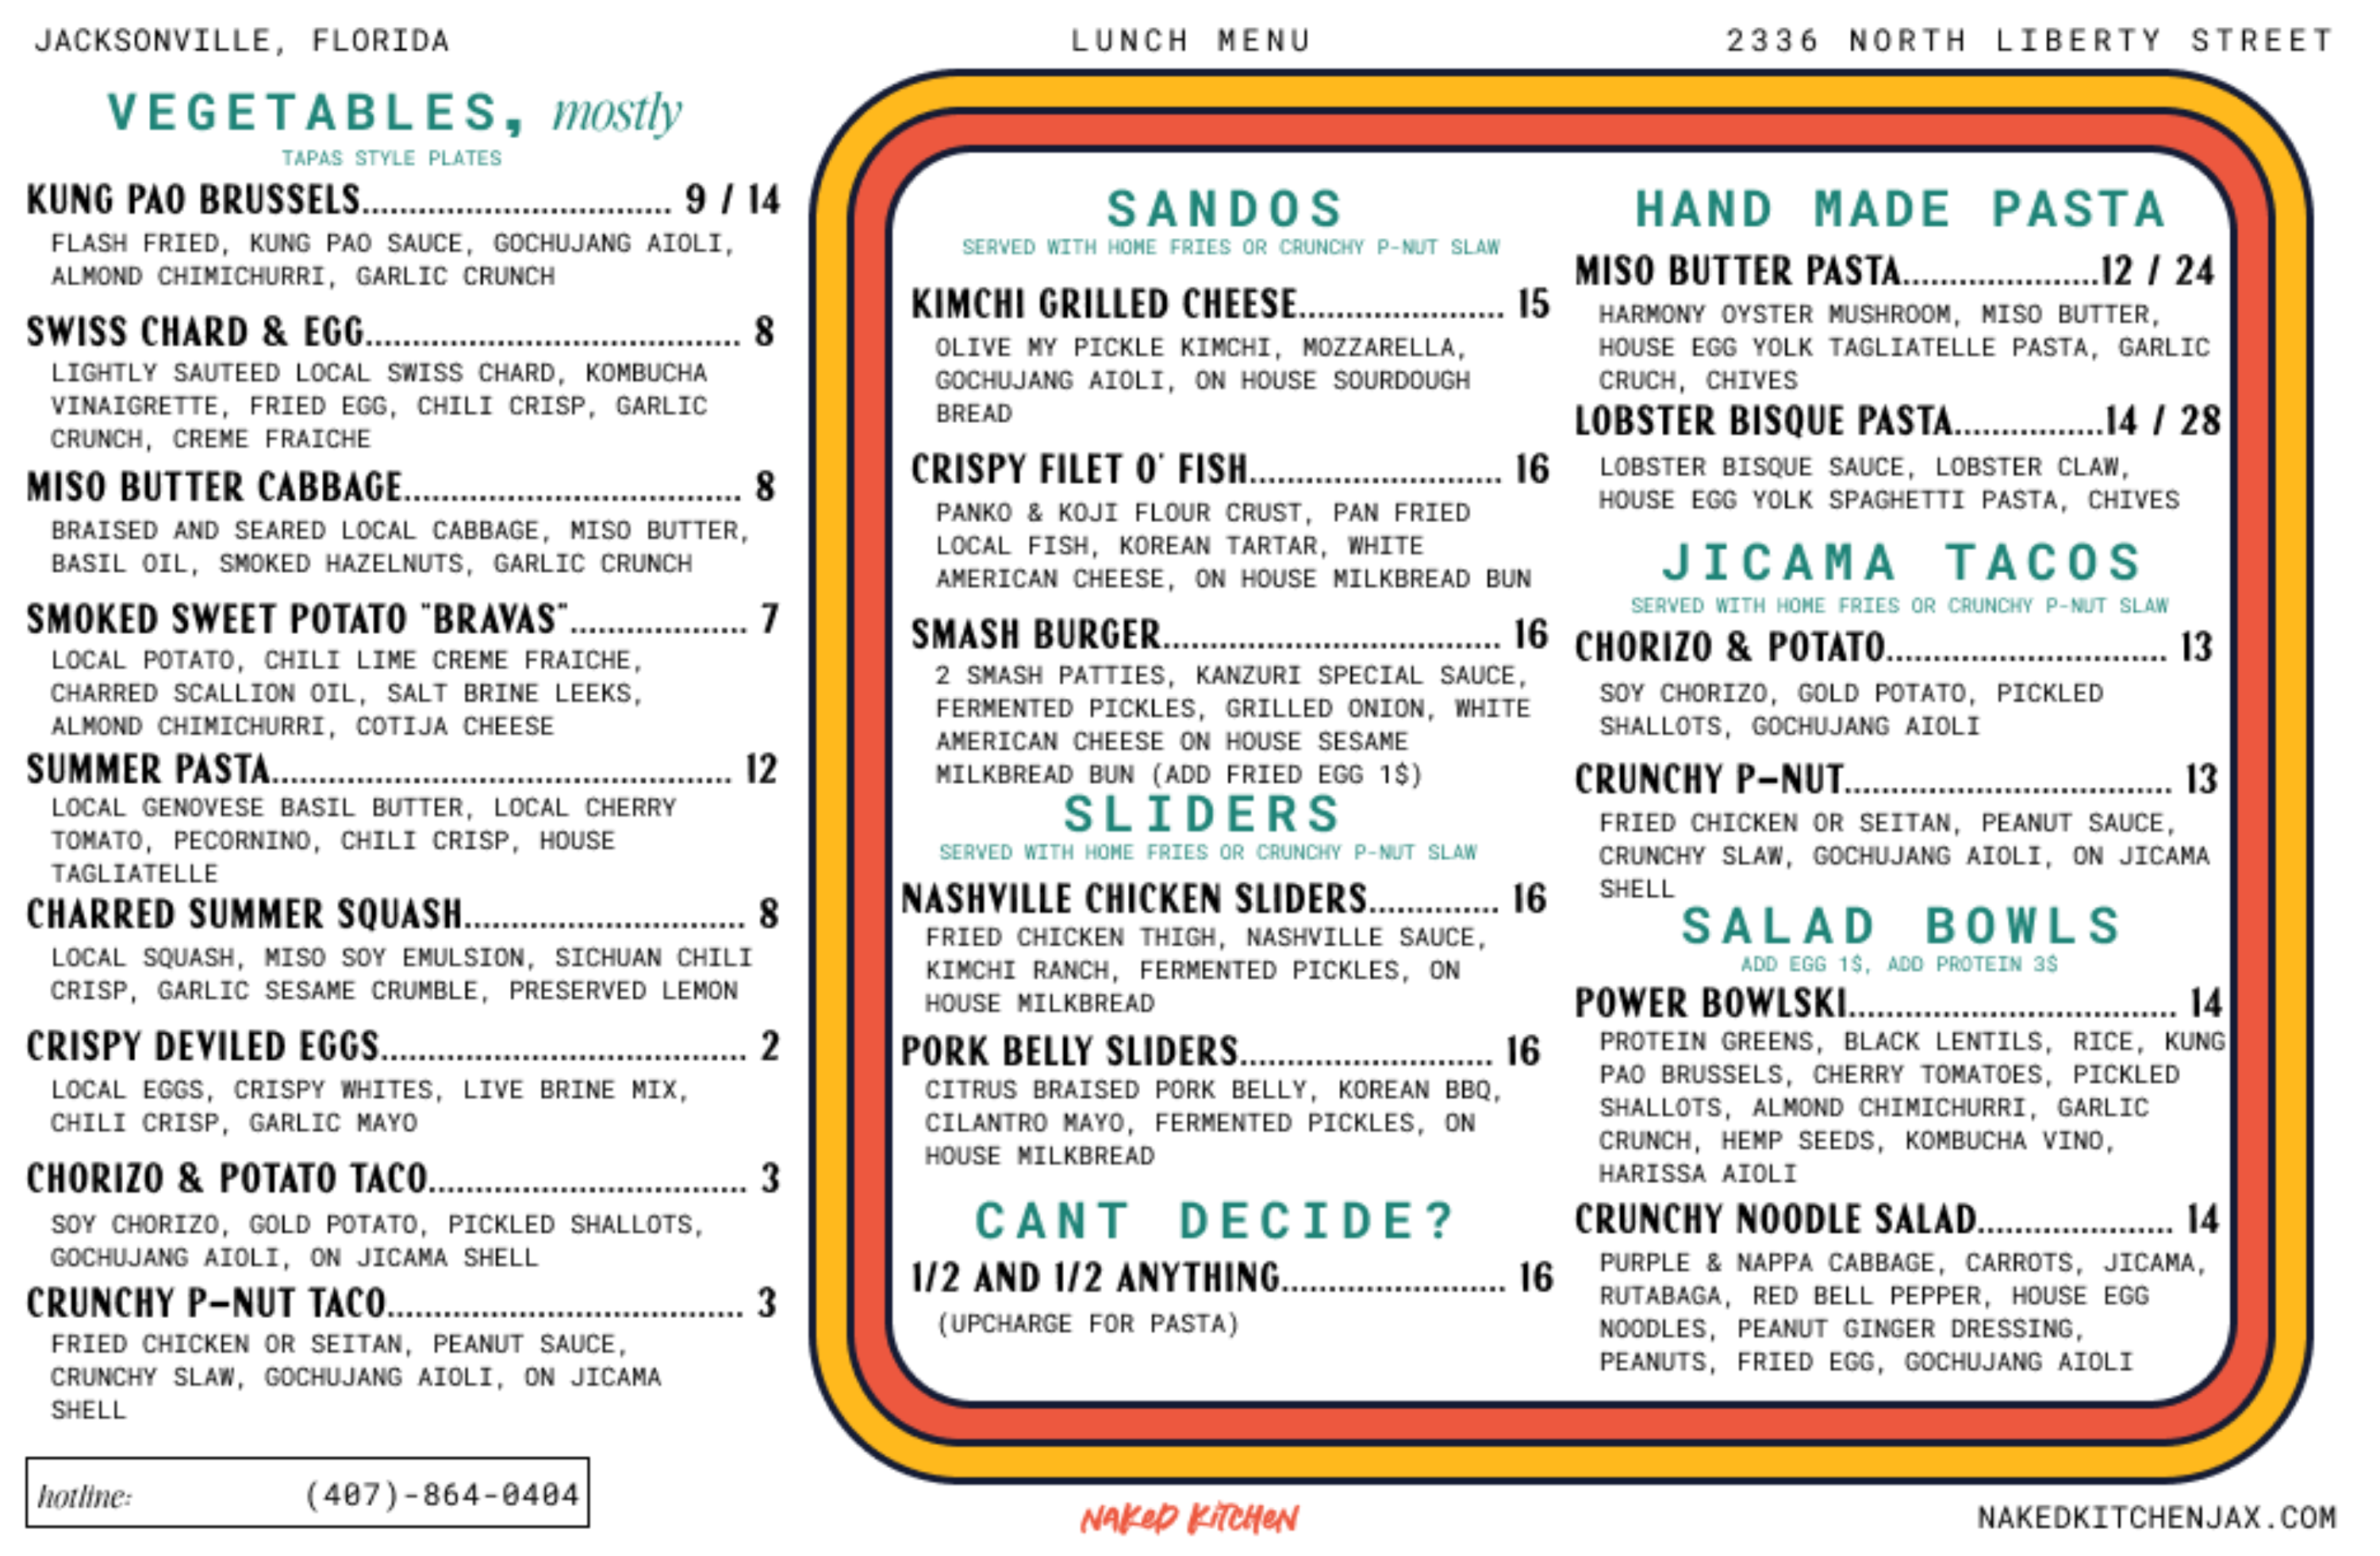 JACKSONVILLE, FLORIDA
LUNCH MENU
2336 NORTH LIBERTY STREET
VEGETABLES, mostly
TAPAS STYLE PLATES
KUNG PAO BRUSSELS................................ 9 / 14
FLASH FRIED, KUNG PAO SAUCE, GOCHUJANG AIOLI,
ALMOND CHIMICHURRI, GARLIC CRUNCH
SWISS CHARD & EGG....................................... 8
LIGHTLY SAUTEED LOCAL SWISS CHARD, KOMBUCHA
VINAIGRETTE, FRIED EGG, CHILI CRISP, GARLIC
CRUNCH, CREME FRAICHE
MISO BUTTER CABBAGE................................... 8
BRAISED AND SEARED LOCAL CABBAGE, MISO BUTTER,
BASIL OIL, SMOKED HAZELNUTS, GARLIC CRUNCH
SMOKED SWEET POTATO "BRAVAS"................... 7
LOCAL POTATO, CHILI LIME CREME FRAICHE,
CHARRED SCALLION OIL, SALT BRINE LEEKS,
ALMOND CHIMICHURRI, COTIJA CHEESE
SUMMER PASTA................................................ 12
LOCAL GENOVESE BASIL BUTTER, LOCAL CHERRY
TOMATO, PECORNINO, CHILI CRISP, HOUSE
TAGLIATELLE
CHARRED SUMMER SQUASH............................. 8
LOCAL SQUASH, MISO SOY EMULSION, SICHUAN CHILI
CRISP, GARLIC SESAME CRUMBLE, PRESERVED LEMON
CRISPY DEVILED EGGS...................................... 2
LOCAL EGGS, CRISPY WHITES, LIVE BRINE MIX,
CHILI CRISP, GARLIC MAYO
CHORIZO & POTATO TACO................................. 3
SOY CHORIZO, GOLD POTATO, PICKLED SHALLOTS,
GOCHUJANG AIOLI, ON JICAMA SHELL
CRUNCHY P-NUT TACO..................................... 3
FRIED CHICKEN OR SEITAN, PEANUT SAUCE,
CRUNCHY SLAW, GOCHUJANG AIOLI, ON JICAMA
SHELL
hotline: (407)-864-0404
SANDOS
SERVED WITH HOME FRIES OR CRUNCHY P-NUT SLAW
KIMCHI GRILLED CHEESE...................... 15
OLIVE MY PICKLE KIMCHI, MOZZARELLA,
GOCHUJANG AIOLI, ON HOUSE SOURDOUGH
BREAD
CRISPY FILET O' FISH.......................... 16
PANKO & KOJI FLOUR CRUST, PAN FRIED
LOCAL FISH, KOREAN TARTAR, WHITE
AMERICAN CHEESE, ON HOUSE MILKBREAD BUN
SMASH BURGER................................... 16
2 SMASH PATTIES, KANZURI SPECIAL SAUCE,
FERMENTED PICKLES, GRILLED ONION, WHITE
AMERICAN CHEESE ON HOUSE SESAME
MILKBREAD BUN (ADD FRIED EGG 1$)
SLIDERS
SERVED WITH HOME FRIES OR CRUNCHY P-NUT SLAW
NASHVILLE CHICKEN SLIDERS.............. 16
FRIED CHICKEN THIGH, NASHVILLE SAUCE,
KIMCHI RANCH, FERMENTED PICKLES, ON
HOUSE MILKBREAD
PORK BELLY SLIDERS.......................... 16
CITRUS BRAISED PORK BELLY, KOREAN BBQ,
CILANTRO MAYO, FERMENTED PICKLES, ON
HOUSE MILKBREAD
CANT DECIDE?
1/2 AND 1/2 ANYTHING........................ 16
(UPCHARGE FOR PASTA)
HAND MADE PASTA
MISO BUTTER PASTA.....................12 / 24
HARMONY OYSTER MUSHROOM, MISO BUTTER,
HOUSE EGG YOLK TAGLIATELLE PASTA, GARLIC
CRUCH, CHIVES
LOBSTER BISQUE PASTA................14 / 28
LOBSTER BISQUE SAUCE, LOBSTER CLAW,
HOUSE EGG YOLK SPAGHETTI PASTA, CHIVES
JICAMA TACOS
SERVED WITH HOME FRIES OR CRUNCHY P-NUT SLAW
CHORIZO & POTATO............................. 13
SOY CHORIZO, GOLD POTATO, PICKLED
SHALLOTS, GOCHUJANG AIOLI
CRUNCHY P-NUT.................................. 13
FRIED CHICKEN OR SEITAN, PEANUT SAUCE,
CRUNCHY SLAW, GOCHUJANG AIOLI, ON JICAMA
SHELL
SALAD BOWLS
ADD EGG 1$, ADD PROTEIN 3$
POWER BOWLSKI.................................. 14
PROTEIN GREENS, BLACK LENTILS, RICE, KUNG
PAO BRUSSELS, CHERRY TOMATOES, PICKLED
SHALLOTS, ALMOND CHIMICHURRI, GARLIC
CRUNCH, HEMP SEEDS, KOMBUCHA VINO,
HARISSA AIOLI
CRUNCHY NOODLE SALAD.................... 14
PURPLE & NAPPA CABBAGE, CARROTS, JICAMA,
RUTABAGA, RED BELL PEPPER, HOUSE EGG
NOODLES, PEANUT GINGER DRESSING,
PEANUTS, FRIED EGG, GOCHUJANG AIOLI
NAKED KITCHEN
NAKEDKITCHENJAX.COM